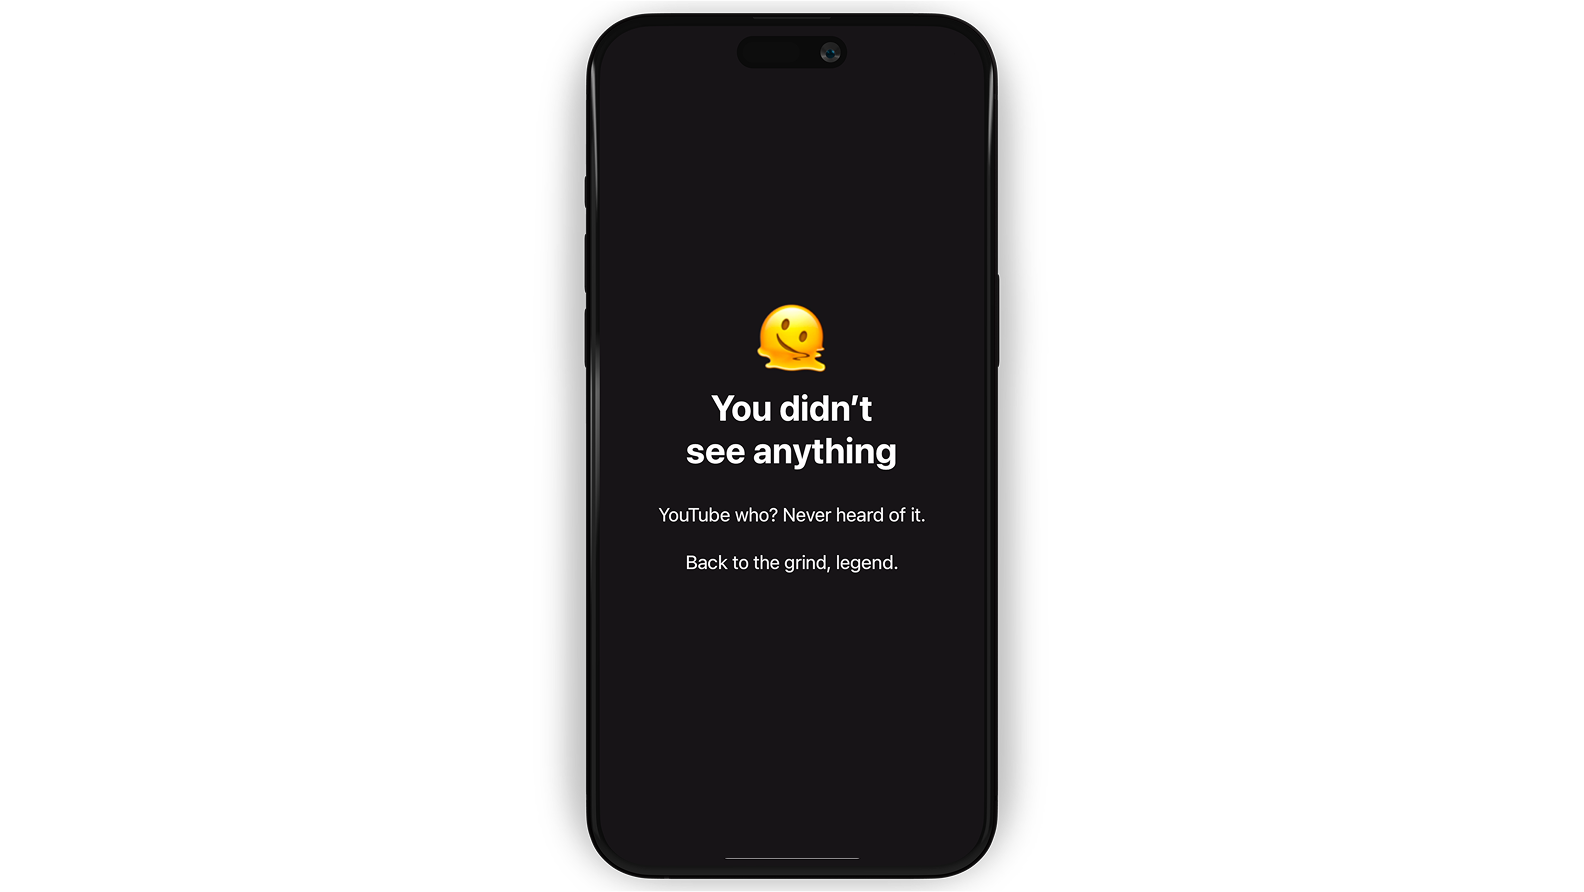 You didn’t
see anything
YouTube who? Never heard of it.
Back to the grind, legend.